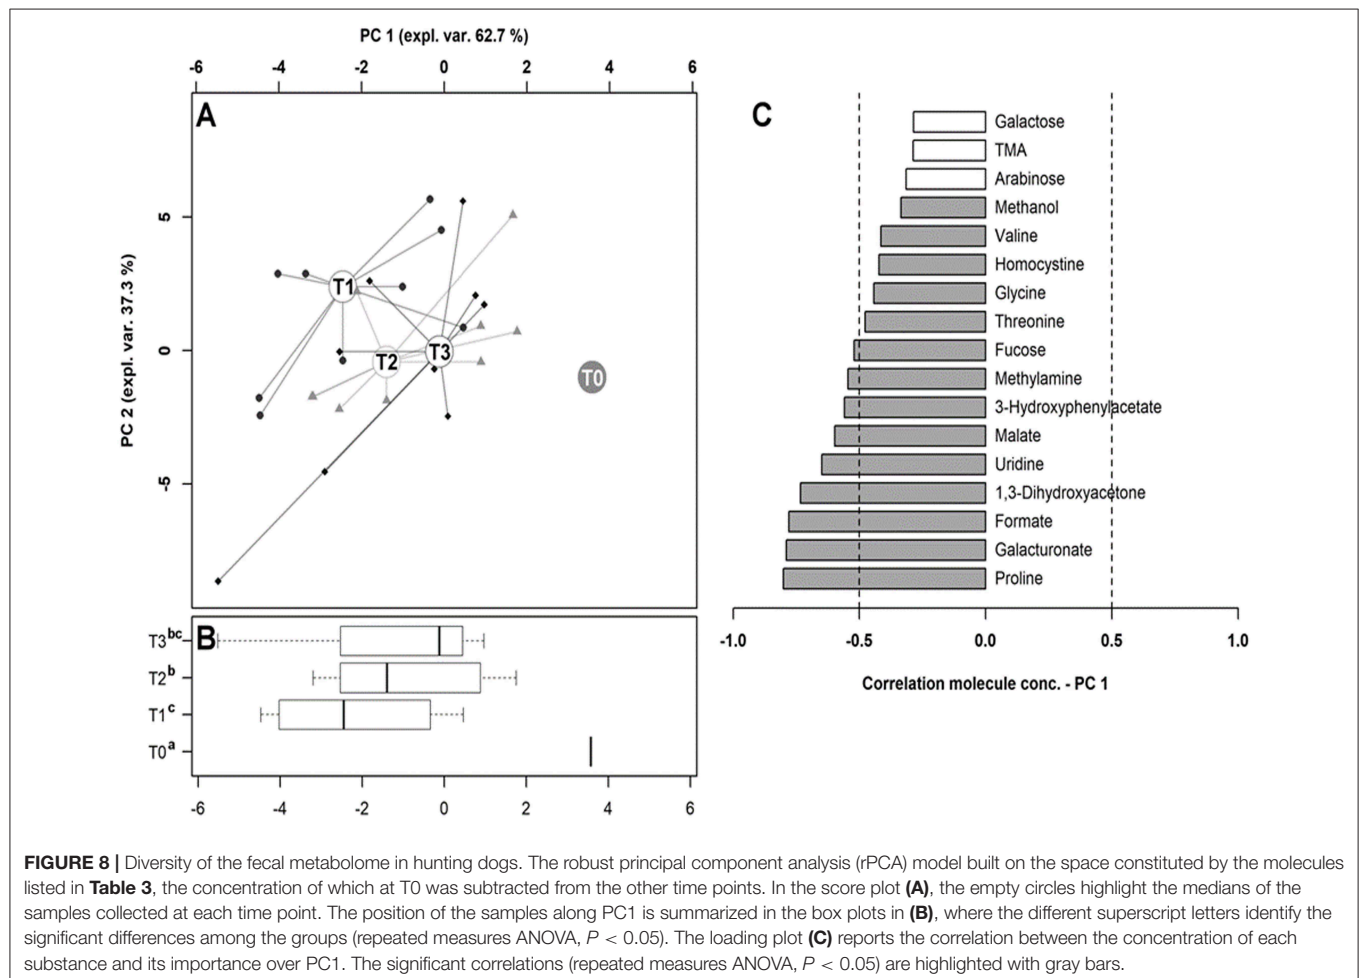 PC 1 (expl. var. 62.7 %)
-6 -4 -2 0 2 4 6
A
PC 2 (expl. var. 37.3 %)
5
0
-5
T1
T2
T3
T0
B
T3bc
T2b
T1c
T0a
-6 -4 -2 0 2 4 6
C
Galactose
TMA
Arabinose
Methanol
Valine
Homocystine
Glycine
Threonine
Fucose
Methylamine
3-Hydroxyphenylacetate
Malate
Uridine
1,3-Dihydroxyacetone
Formate
Galacturonate
Proline
-1.0 -0.5 0.0 0.5 1.0
Correlation molecule conc. - PC 1
FIGURE 8 | Diversity of the fecal metabolome in hunting dogs. The robust principal component analysis (rPCA) model built on the space constituted by the molecules
listed in Table 3, the concentration of which at T0 was subtracted from the other time points. In the score plot (A), the empty circles highlight the medians of the
samples collected at each time point. The position of the samples along PC1 is summarized in the box plots in (B), where the different superscript letters identify the
significant differences among the groups (repeated measures ANOVA, P < 0.05). The loading plot (C) reports the correlation between the concentration of each
substance and its importance over PC1. The significant correlations (repeated measures ANOVA, P < 0.05) are highlighted with gray bars.